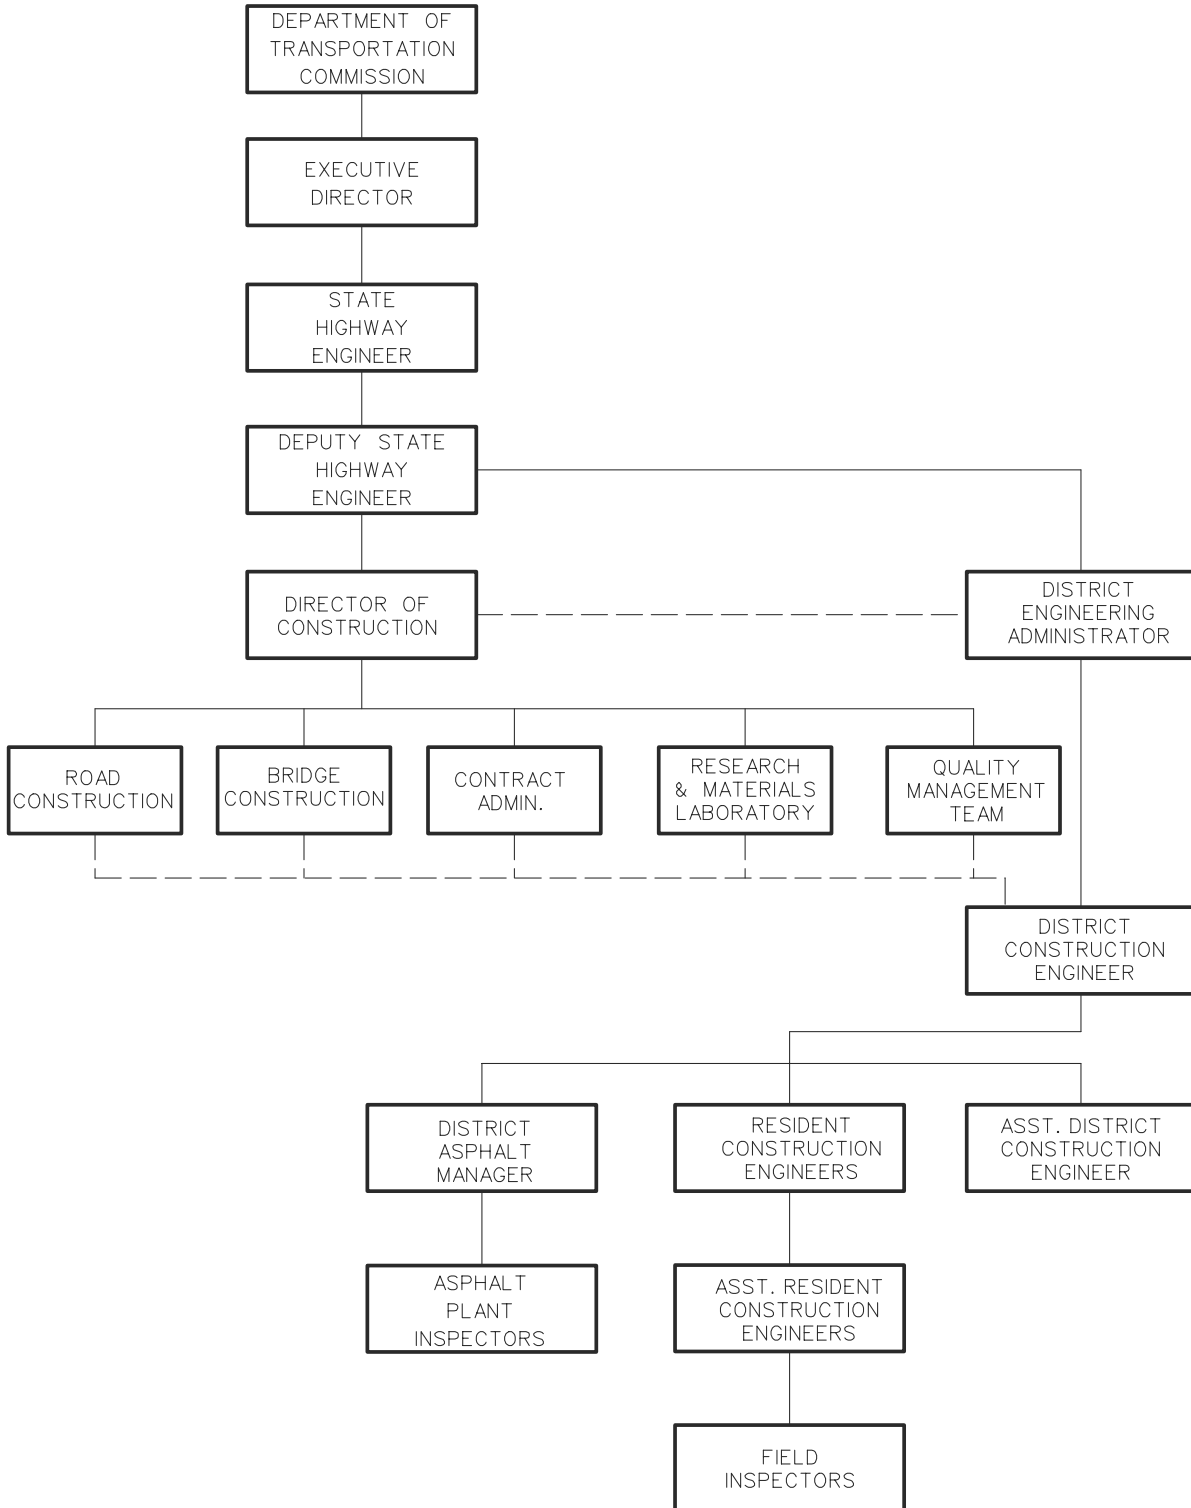 DEPARTMENT OF
TRANSPORTATION
COMMISSION
EXECUTIVE
DIRECTOR
STATE
HIGHWAY
ENGINEER
DEPUTY STATE
HIGHWAY
ENGINEER
DIRECTOR OF
CONSTRUCTION
DISTRICT
ENGINEERING
ADMINISTRATOR
ROAD
CONSTRUCTION
BRIDGE
CONSTRUCTION
CONTRACT
ADMIN.
RESEARCH
& MATERIALS
LABORATORY
QUALITY
MANAGEMENT
TEAM
DISTRICT
CONSTRUCTION
ENGINEER
DISTRICT
ASPHALT
MANAGER
RESIDENT
CONSTRUCTION
ENGINEERS
ASST. DISTRICT
CONSTRUCTION
ENGINEER
ASPHALT
PLANT
INSPECTORS
ASST. RESIDENT
CONSTRUCTION
ENGINEERS
FIELD
INSPECTORS